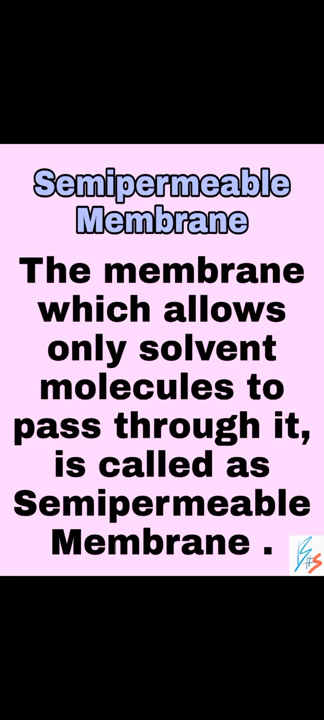 Semipermeable
Membrane
The membrane
which allows
only solvent
molecules to
pass through it,
is called as
Semipermeable
Membrane .